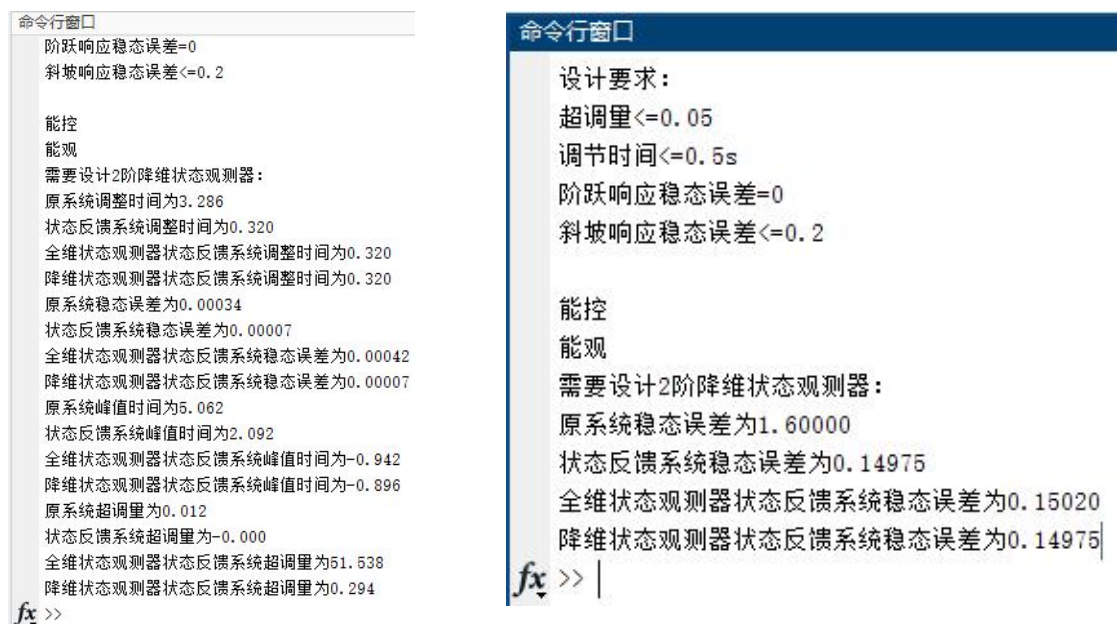 命令行窗口
阶跃响应稳态误差=0
斜坡响应稳态误差<=0.2
能控
能观
需要设计2阶降维状态观测器:
原系统调整时间为3.286
状态反馈系统调整时间为0.320
全维状态观测器状态反馈系统调整时间为0.320
降维状态观测器状态反馈系统调整时间为0.320
原系统稳态误差为0.00034
状态反馈系统稳态误差为0.00007
全维状态观测器状态反馈系统稳态误差为0.00042
降维状态观测器状态反馈系统稳态误差为0.00007
原系统峰值时间为5.062
状态反馈系统峰值时间为2.092
全维状态观测器状态反馈系统峰值时间为-0.942
降维状态观测器状态反馈系统峰值时间为-0.896
原系统超调量为0.012
状态反馈系统超调量为-0.000
全维状态观测器状态反馈系统超调量为51.538
降维状态观测器状态反馈系统超调量为0.294
fx >>
命令行窗口
设计要求:
超调量<=0.05
调节时间<=0.5s
阶跃响应稳态误差=0
斜坡响应稳态误差<=0.2
能控
能观
需要设计2阶降维状态观测器:
原系统稳态误差为1.60000
状态反馈系统稳态误差为0.14975
全维状态观测器状态反馈系统稳态误差为0.15020
降维状态观测器状态反馈系统稳态误差为0.14975
fx >>